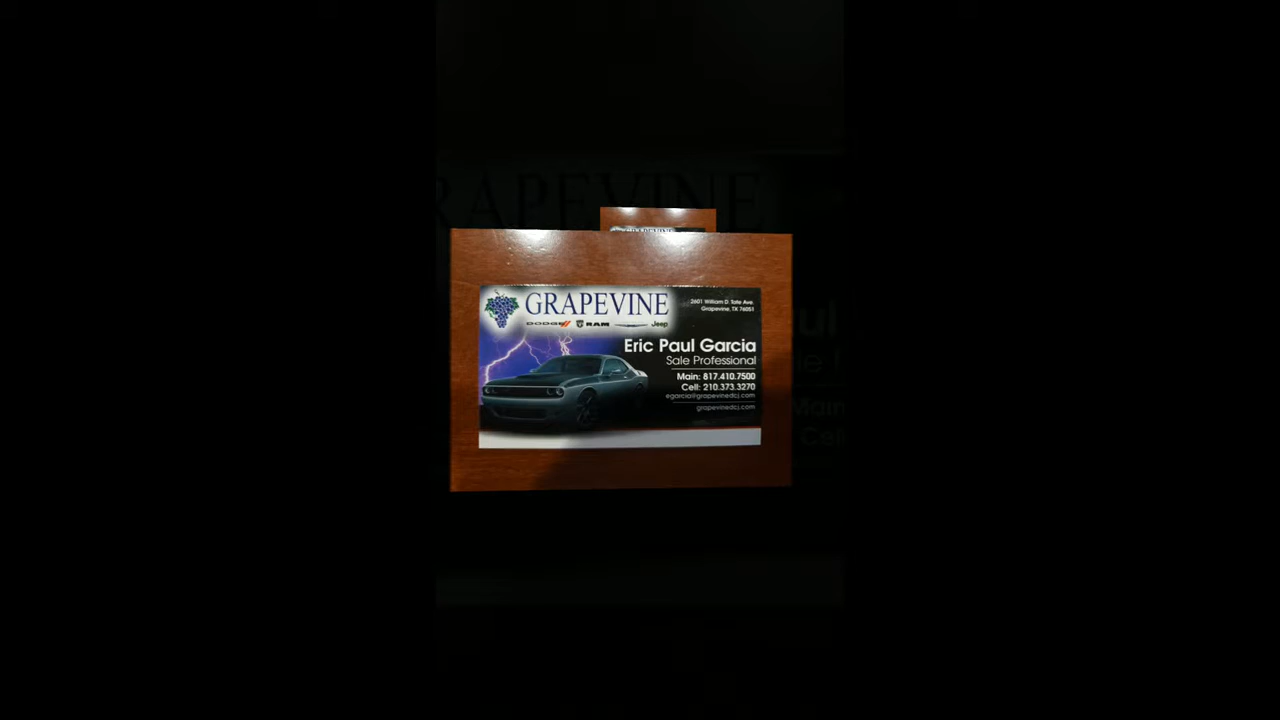 GRAPEVINE
DODGE RAM Jeep
2601 William D Tate Ave.
Grapevine, TX 76051
Eric Paul Garcia
Sale Professional
Main: 817.410.7500
Cell: 210.373.3270
egarcia@grapevinedcj.com
grapevinedcj.com